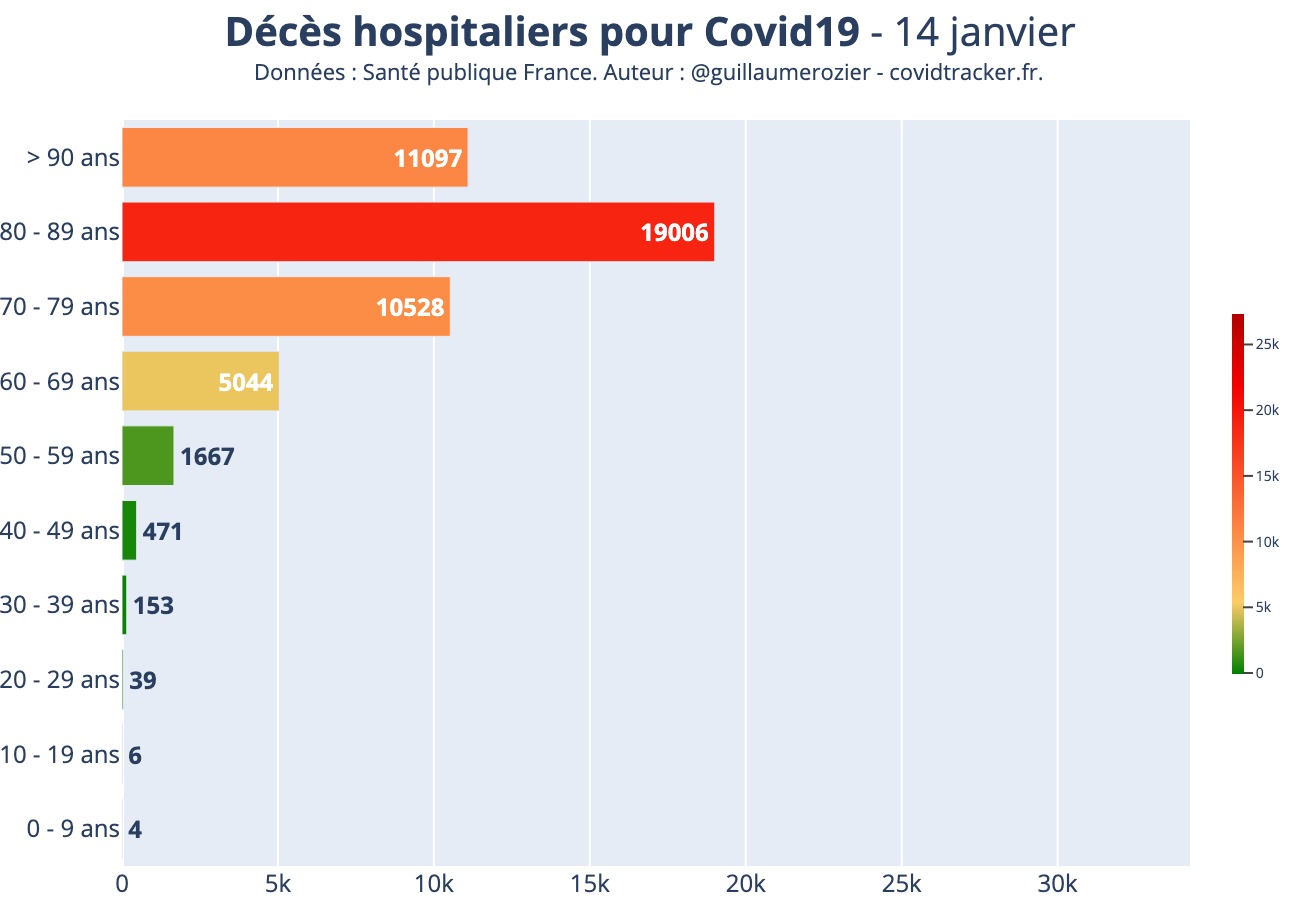 Décès hospitaliers pour Covid19 - 14 janvier
Données : Santé publique France. Auteur : @guillaumerozier - covidtracker.fr.
> 90 ans 11097
80 - 89 ans 19006
70 - 79 ans 10528
60 - 69 ans 5044
50 - 59 ans 1667
40 - 49 ans 471
30 - 39 ans 153
20 - 29 ans 39
10 - 19 ans 6
0 - 9 ans 4
0 5k 10k 15k 20k 25k 30k
25k
20k
15k
10k
5k
0